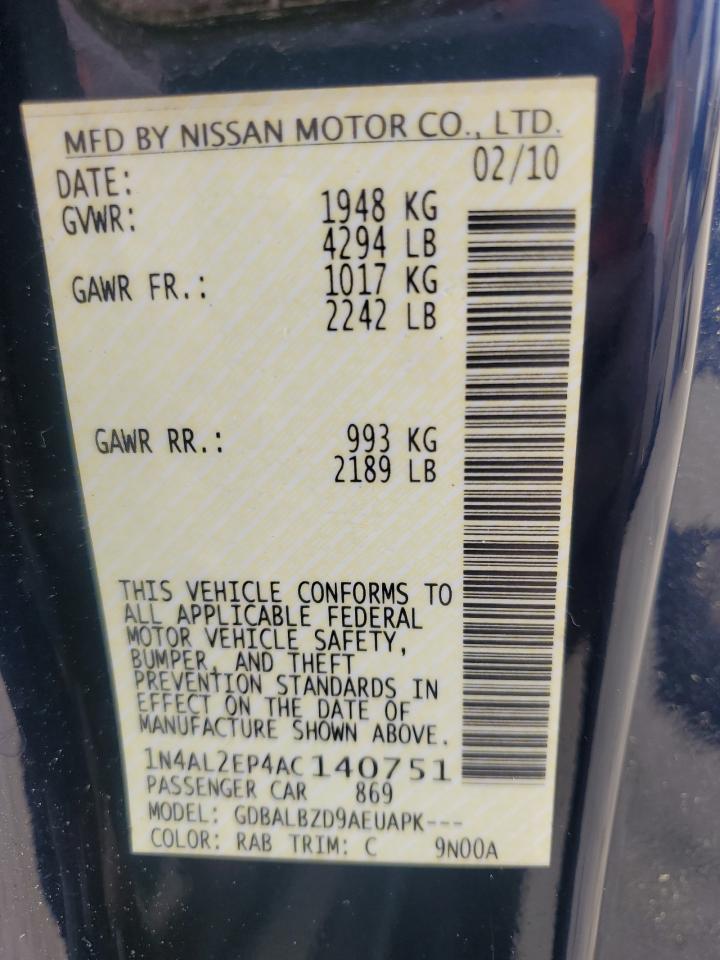 MFD BY NISSAN MOTOR CO., LTD.
DATE: 02/10
GVWR: 1948 KG
4294 LB
GAWR FR.: 1017 KG
2242 LB
GAWR RR.: 993 KG
2189 LB
THIS VEHICLE CONFORMS TO
ALL APPLICABLE FEDERAL
MOTOR VEHICLE SAFETY,
BUMPER, AND THEFT
PREVENTION STANDARDS IN
EFFECT ON THE DATE OF
MANUFACTURE SHOWN ABOVE.
1N4AL2EP4AC140751
PASSENGER CAR 869
MODEL: GDBALBZD9AEUAPK---
COLOR: RAB TRIM: C 9N00A